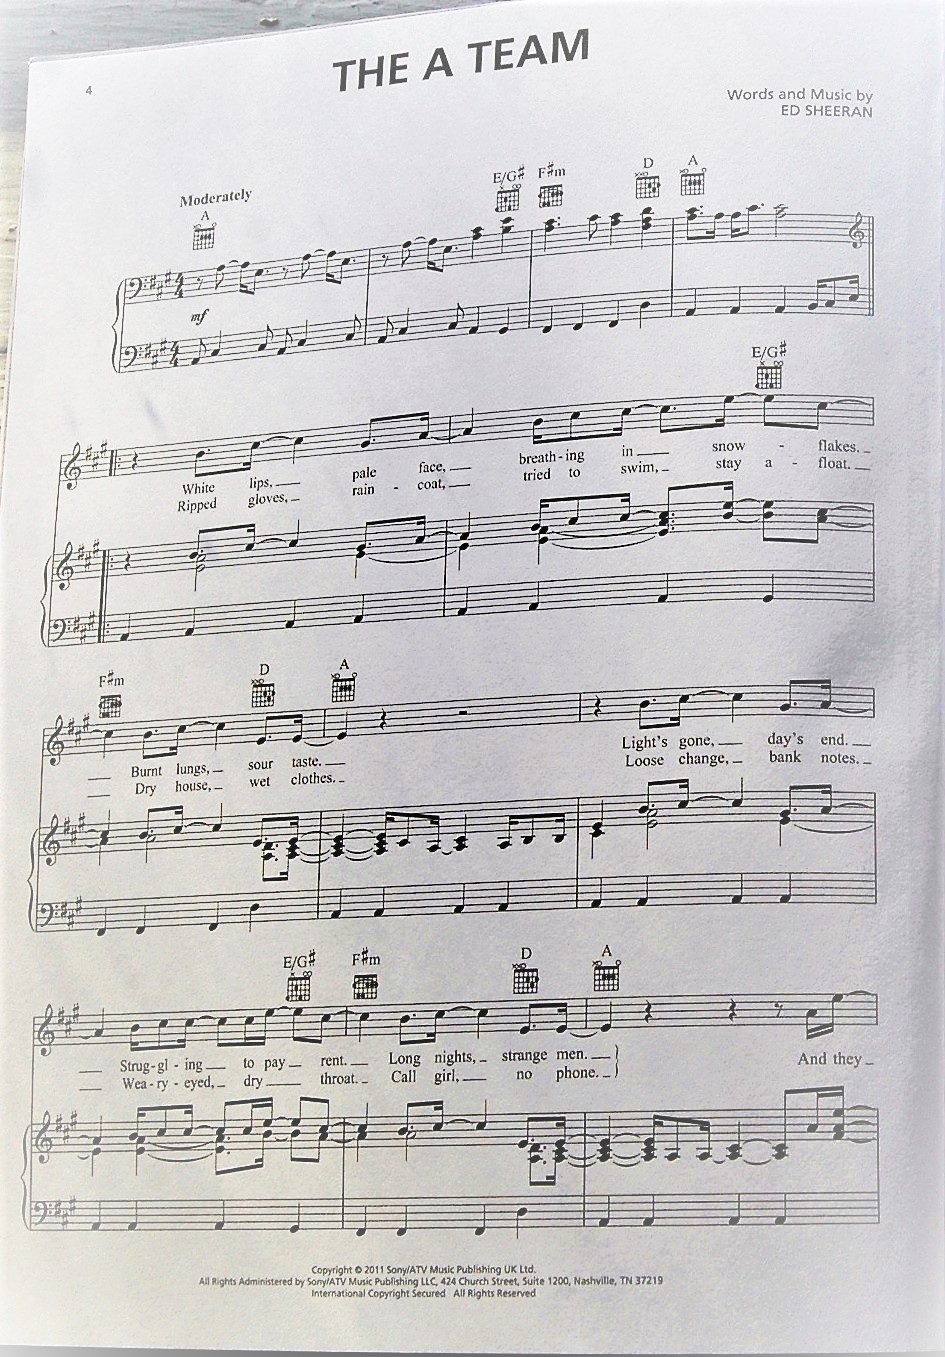 THE A TEAM
4
Words and Music by
ED SHEERAN
Moderately
A E/G# F#m D A
mf
E/G#
White lips, pale face, breath-ing in snow - flakes.
Ripped gloves, rain - coat, tried to swim, stay a - float.
F#m D A
Burnt lungs, sour taste. Light's gone, day's end.
Dry house, wet clothes. Loose change, bank notes.
E/G# F#m D A
Strug-gl-ing to pay rent. Long nights, strange men. And they
Wea-ry-eyed, dry throat. Call girl, no phone.
Copyright © 2011 Sony/ATV Music Publishing UK Ltd.
All Rights Administered by Sony/ATV Music Publishing LLC, 424 Church Street, Suite 1200, Nashville, TN 37219
International Copyright Secured All Rights Reserved